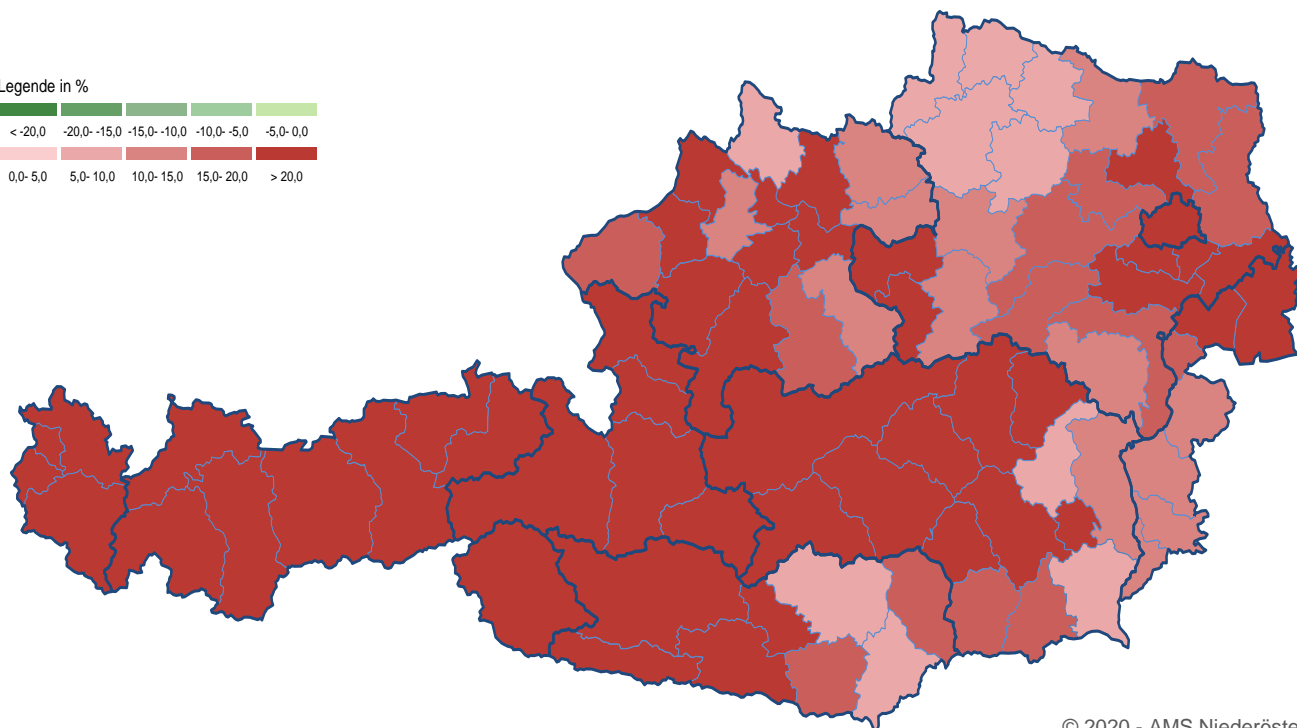 Legende in %
< -20,0 -20,0- -15,0 -15,0- -10,0 -10,0- -5,0 -5,0- 0,0
0,0- 5,0 5,0- 10,0 10,0- 15,0 15,0- 20,0 > 20,0
© 2020 - AMS Niederöste